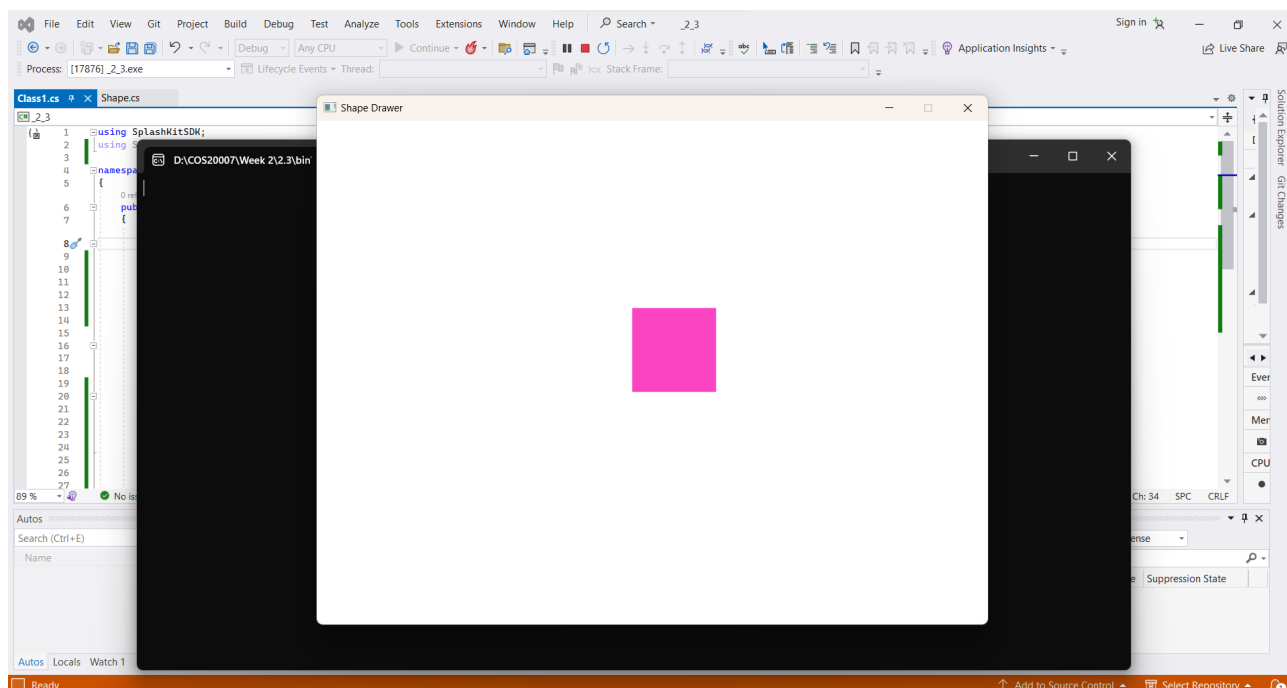 File Edit View Git Project Build Debug Test Analyze Tools Extensions Window Help Search _2_3 Sign in
Debug Any CPU Continue Application Insights Live Share
Process: [17876] _2_3.exe Lifecycle Events Thread: Stack Frame:
Class1.cs Shape.cs
C# _2_3
Shape Drawer
1 using SplashKitSDK;
2 using
3
4 namespa
5 {
6 pub
7 {
8
9
10
11
12
13
14
15
16
17
18
19
20
21
22
23
24
25
26
27
D:\COS20007\Week 2\2.3\bin
89 % No is
Ch: 34 SPC CRLF
Solution Explorer
Git Changes
Even
Mer
CPU
Autos
Search (Ctrl+E)
Name
ense
Suppression State
Autos Locals Watch 1
Ready Add to Source Control Select Repository